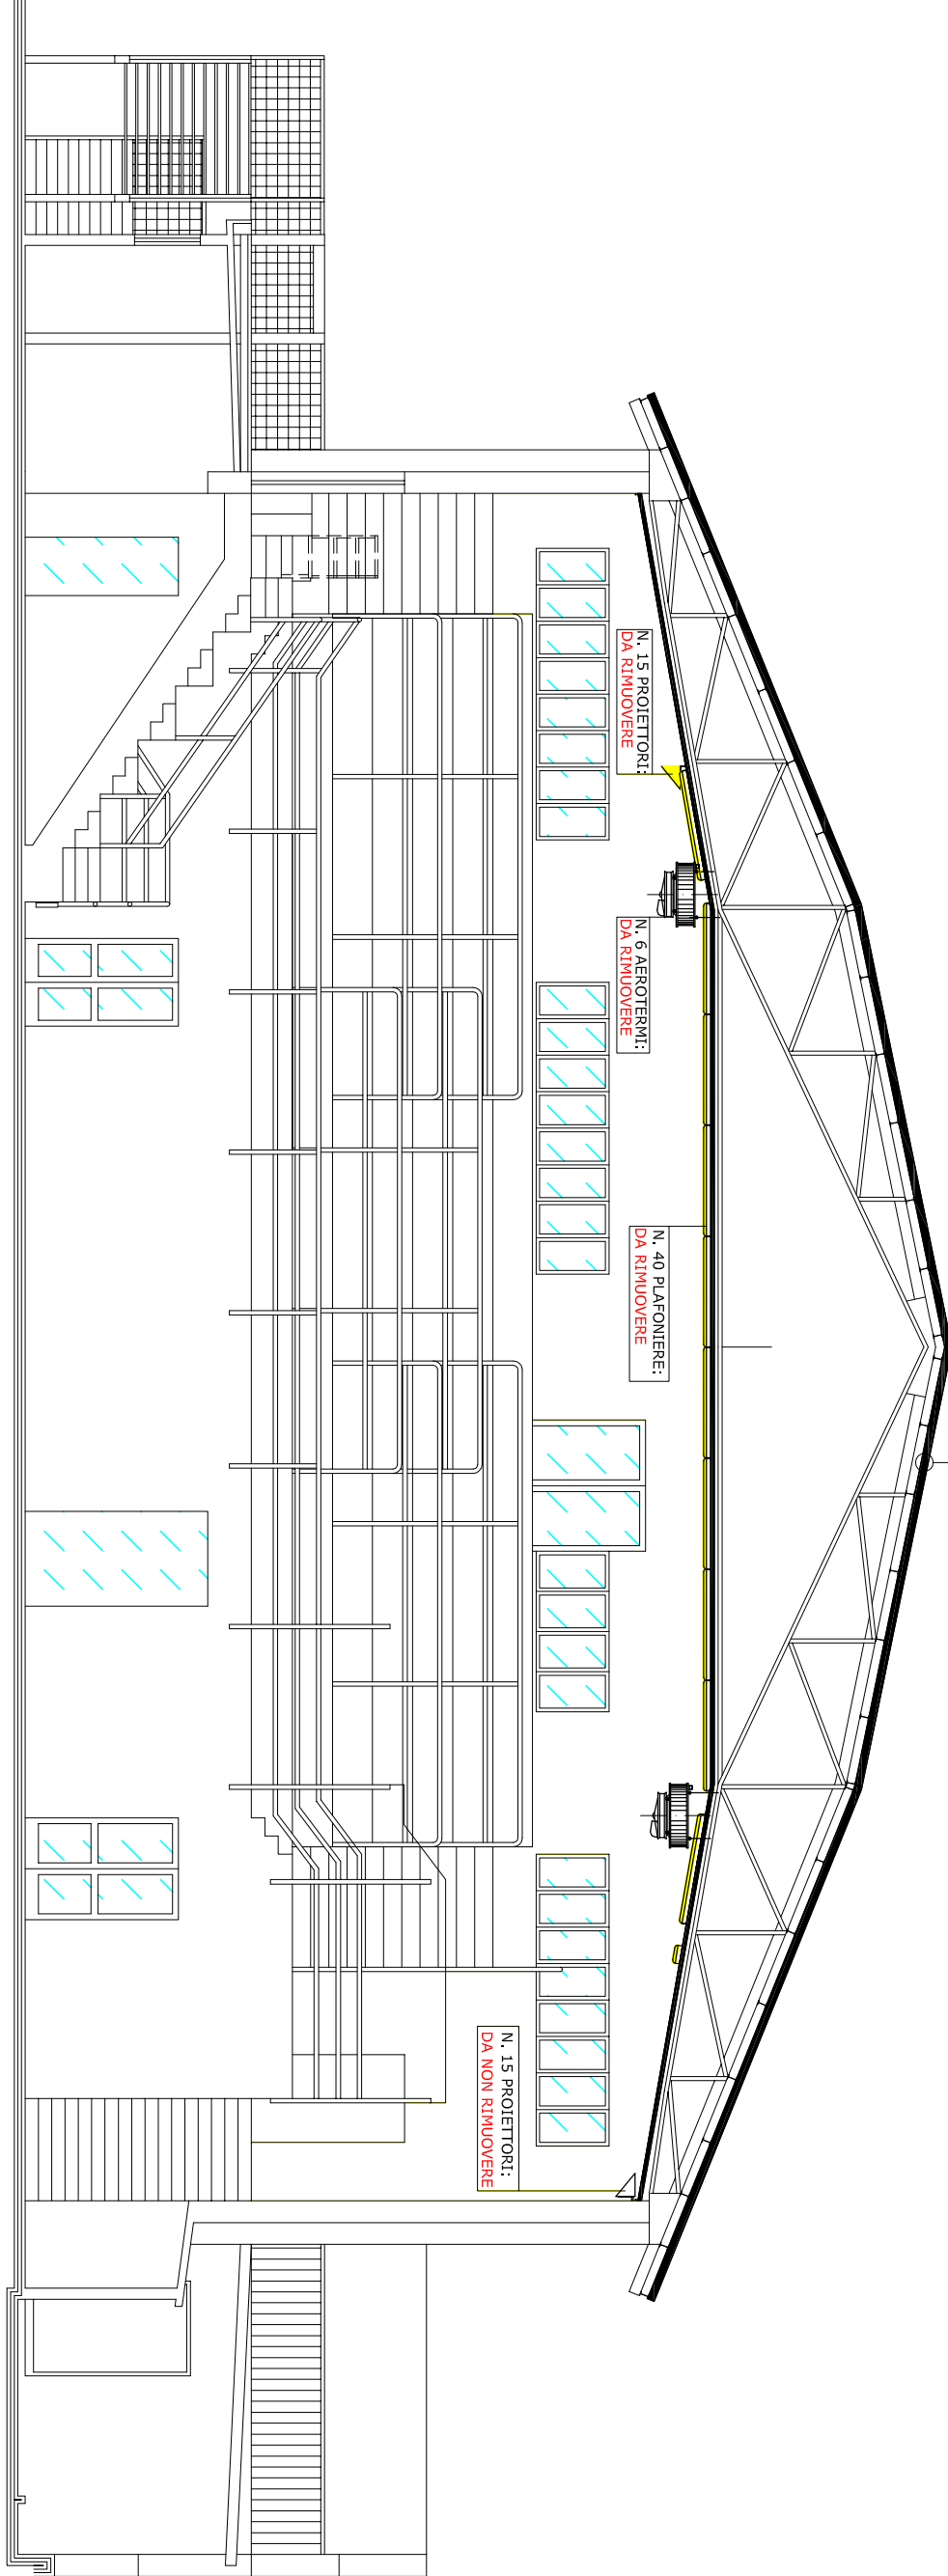 N. 15 PROIETTORI:
DA RIMUOVERE
N. 6 AEROTERMI:
DA RIMUOVERE
N. 40 PLAFONIERE:
DA RIMUOVERE
N. 15 PROIETTORI:
DA NON RIMUOVERE